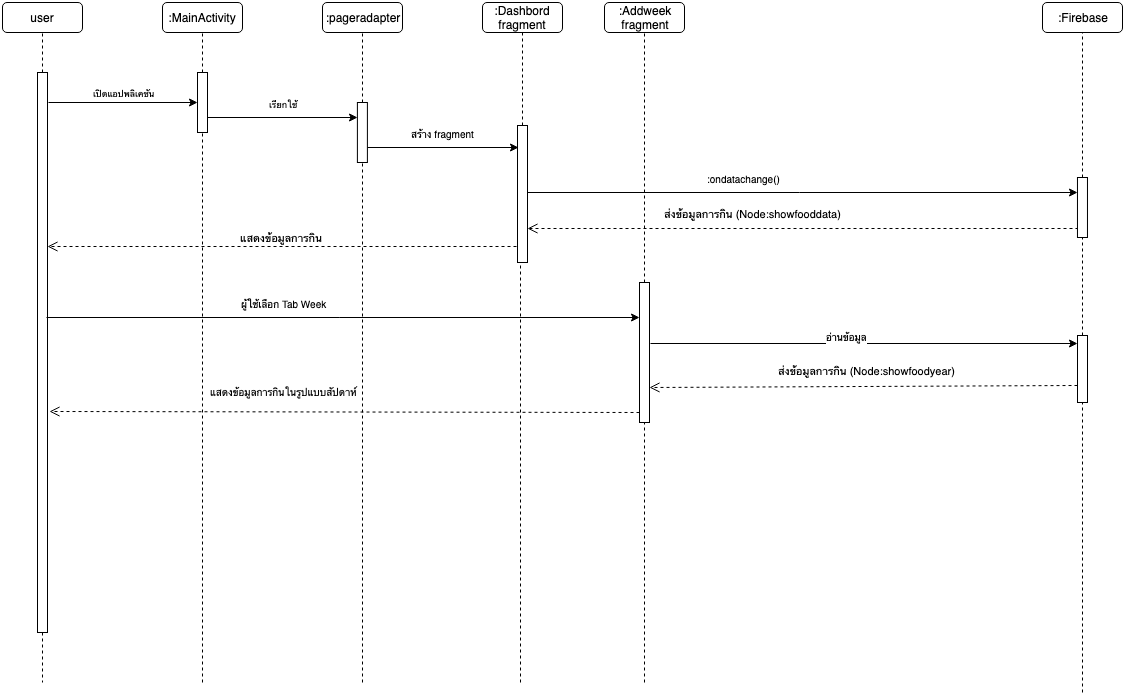 user
:MainActivity
:pageradapter
:Dashbord
fragment
:Addweek
fragment
:Firebase
เปิดแอปพลิเคชัน
เรียกใช้
สร้าง fragment
:ondatachange()
ส่งข้อมูลการกิน (Node:showfooddata)
แสดงข้อมูลการกิน
ผู้ใช้เลือก Tab Week
อ่านข้อมูล
ส่งข้อมูลการกิน (Node:showfoodyear)
แสดงข้อมูลการกินในรูปแบบสัปดาห์